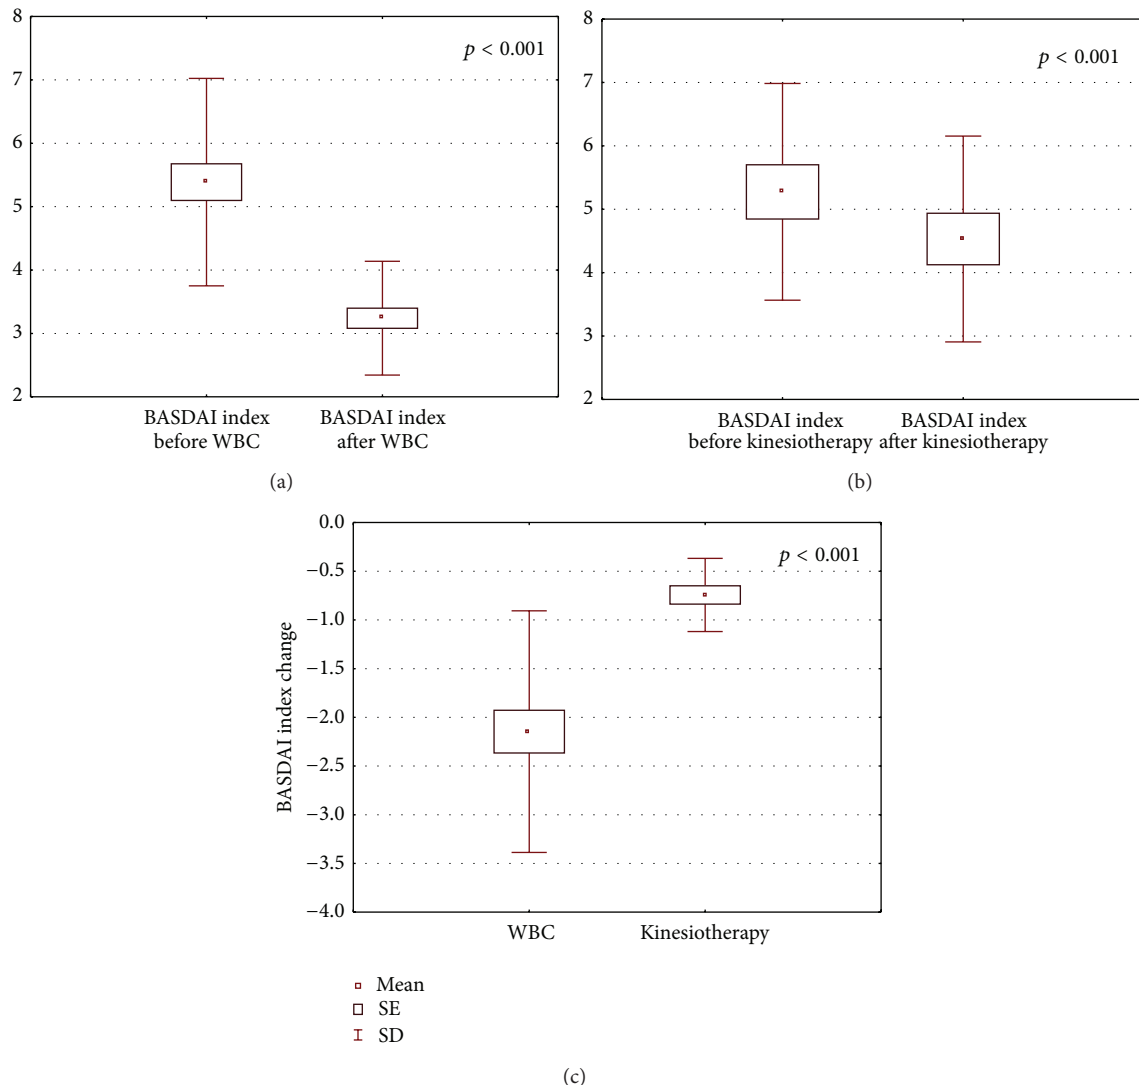 8
7
6
5
4
3
2
p < 0.001
BASDAI index
before WBC
BASDAI index
after WBC
(a)
8
7
6
5
4
3
2
p < 0.001
BASDAI index
before kinesiotherapy
BASDAI index
after kinesiotherapy
(b)
BASDAI index change
0.0
−0.5
−1.0
−1.5
−2.0
−2.5
−3.0
−3.5
−4.0
p < 0.001
WBC
Kinesiotherapy
Mean
SE
SD
(c)